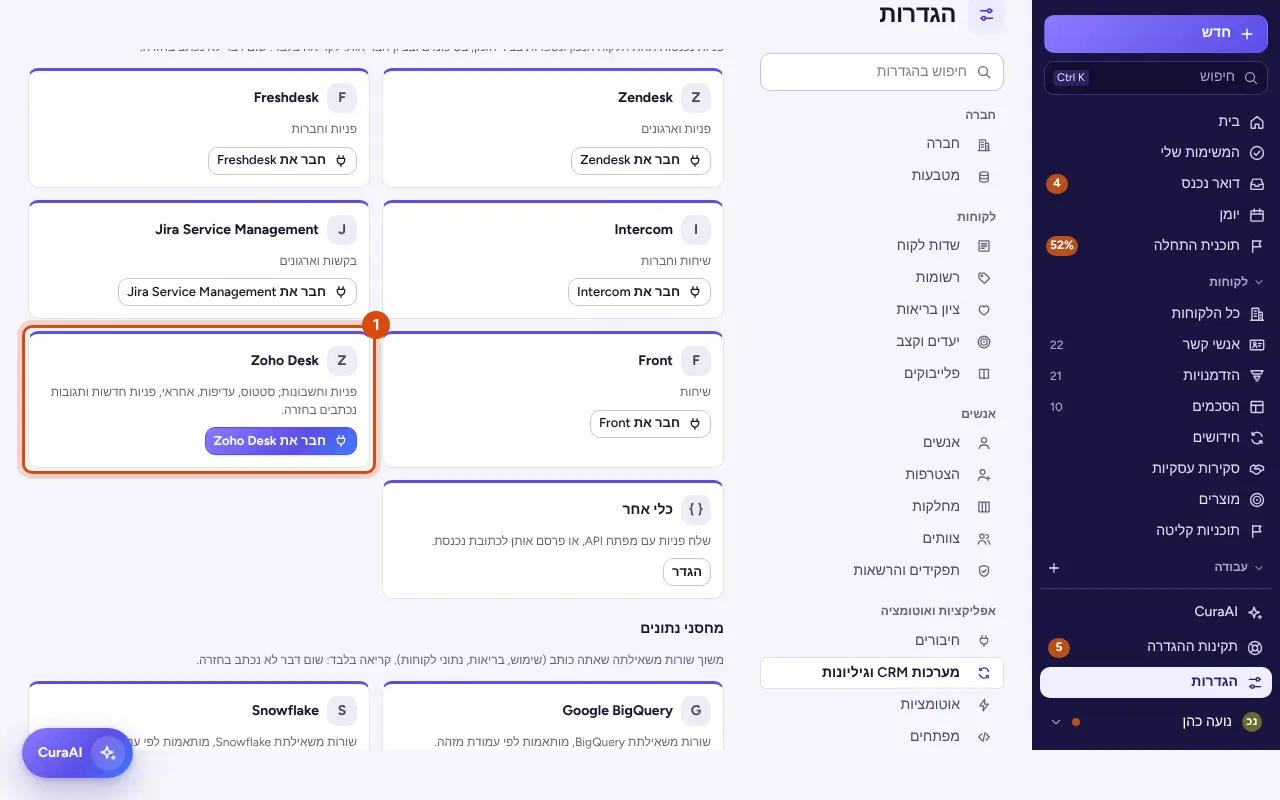 חדש
חיפוש
Ctrl K
בית
המשימות שלי
דואר נכנס
4
יומן
תוכנית התחלה
52%
לקוחות
כל הלקוחות
אנשי קשר
22
הזדמנויות
21
הסכמים
10
חידושים
סקירות עסקיות
מוצרים
תוכניות קליטה
עבודה
CuraAI
תקינות ההגדרה
5
הגדרות
נכ
נועה כהן
הגדרות
חיפוש בהגדרות
חברה
חברה
מטבעות
לקוחות
שדות לקוח
רשומות
ציון בריאות
יעדים וקצב
פלייבוקים
אנשים
אנשים
הצטרפות
מחלקות
צוותים
תפקידים והרשאות
אפליקציות ואוטומציה
חיבורים
מערכות CRM וגיליונות
אוטומציות
מפתחים
Z
Zendesk
פניות וארגונים
חבר את Zendesk
F
Freshdesk
פניות וחברות
חבר את Freshdesk
I
Intercom
שיחות וחברות
חבר את Intercom
J
Jira Service Management
בקשות וארגונים
חבר את Jira Service Management
F
Front
שיחות
חבר את Front
1
Z
Zoho Desk
פניות וחשבונות; סטטוס, עדיפות, אחראי, פניות חדשות ותגובות
נכתבים בחזרה.
חבר את Zoho Desk
{ }
כלי אחר
שלח פניות עם מפתח API, או פרסם אותן לכתובת נכנסת.
הגדר
מחסני נתונים
משוך שורות משאילתה שאתה כותב (שימוש, בריאות, נתוני לקוחות). קריאה בלבד: שום דבר לא נכתב בחזרה.
G
Google BigQuery
שורות משאילתת BigQuery, מותאמות לפי עמודת מזהה.
S
Snowflake
שורות משאילתת Snowflake, מותאמות לפי
CuraAI